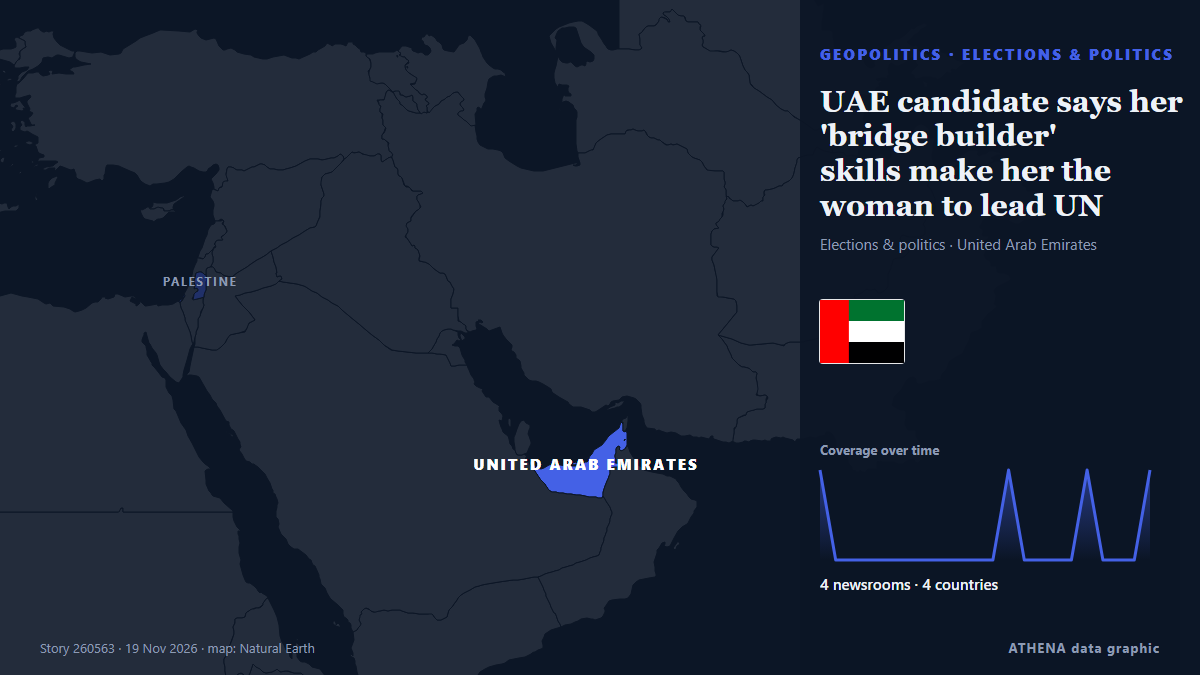 GEOPOLITICS · ELECTIONS & POLITICS
UAE candidate says her
'bridge builder'
skills make her the
woman to lead UN
Elections & politics · United Arab Emirates
PALESTINE
UNITED ARAB EMIRATES
Coverage over time
4 newsrooms · 4 countries
Story 260563 · 19 Nov 2026 · map: Natural Earth
ATHENA data graphic